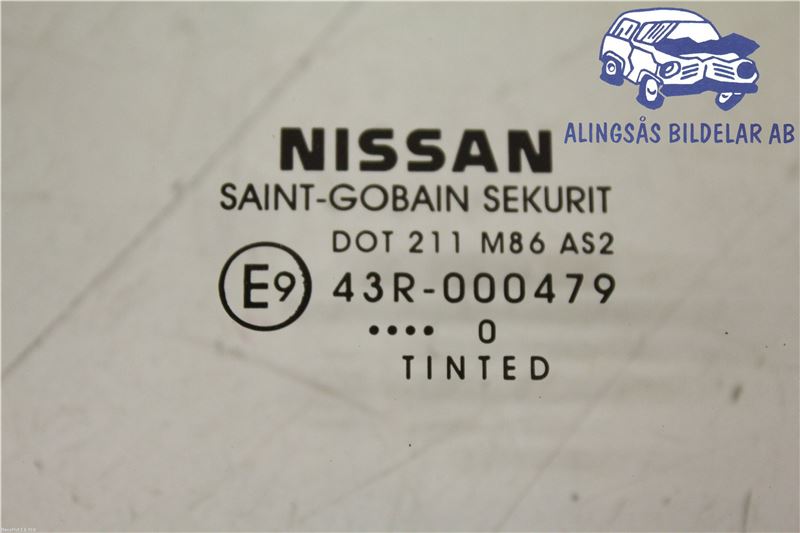 ALINGSÅS BILDELAR AB
NISSAN
SAINT-GOBAIN SEKURIT
DOT 211 M86 AS2
E9 43R-000479
•••• 0
TINTED